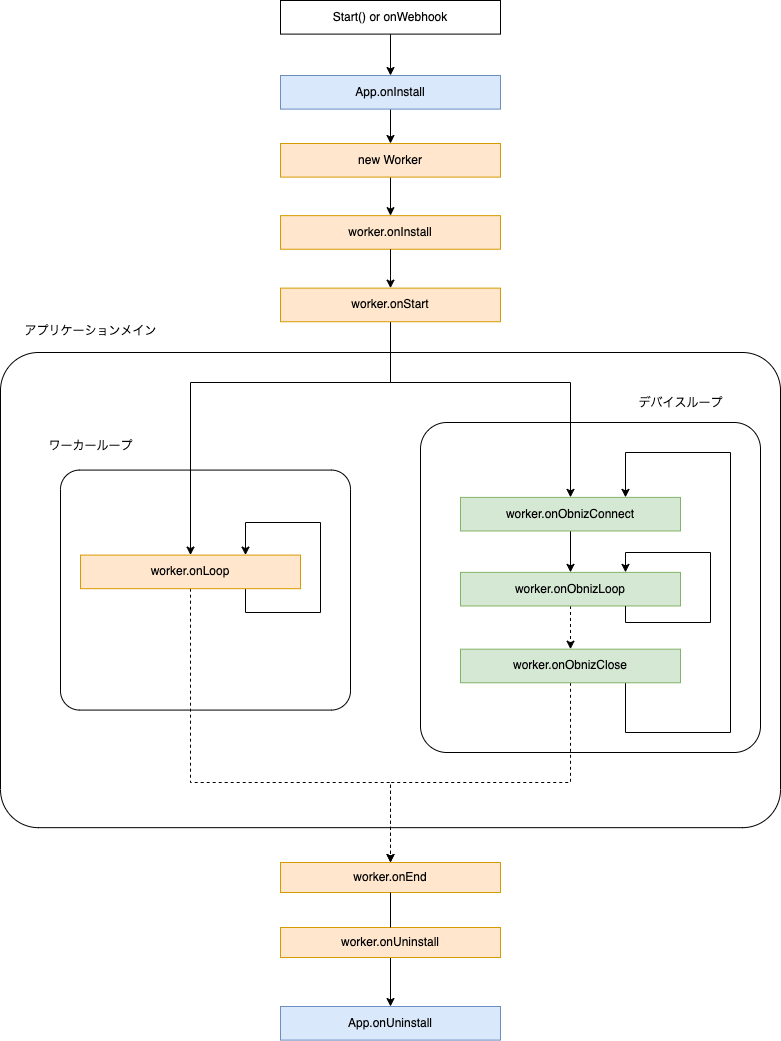 Start() or onWebhook
App.onInstall
new Worker
worker.onInstall
worker.onStart
アプリケーションメイン
デバイスループ
ワーカーループ
worker.onObnizConnect
worker.onLoop
worker.onObnizLoop
worker.onObnizClose
worker.onEnd
worker.onUninstall
App.onUninstall